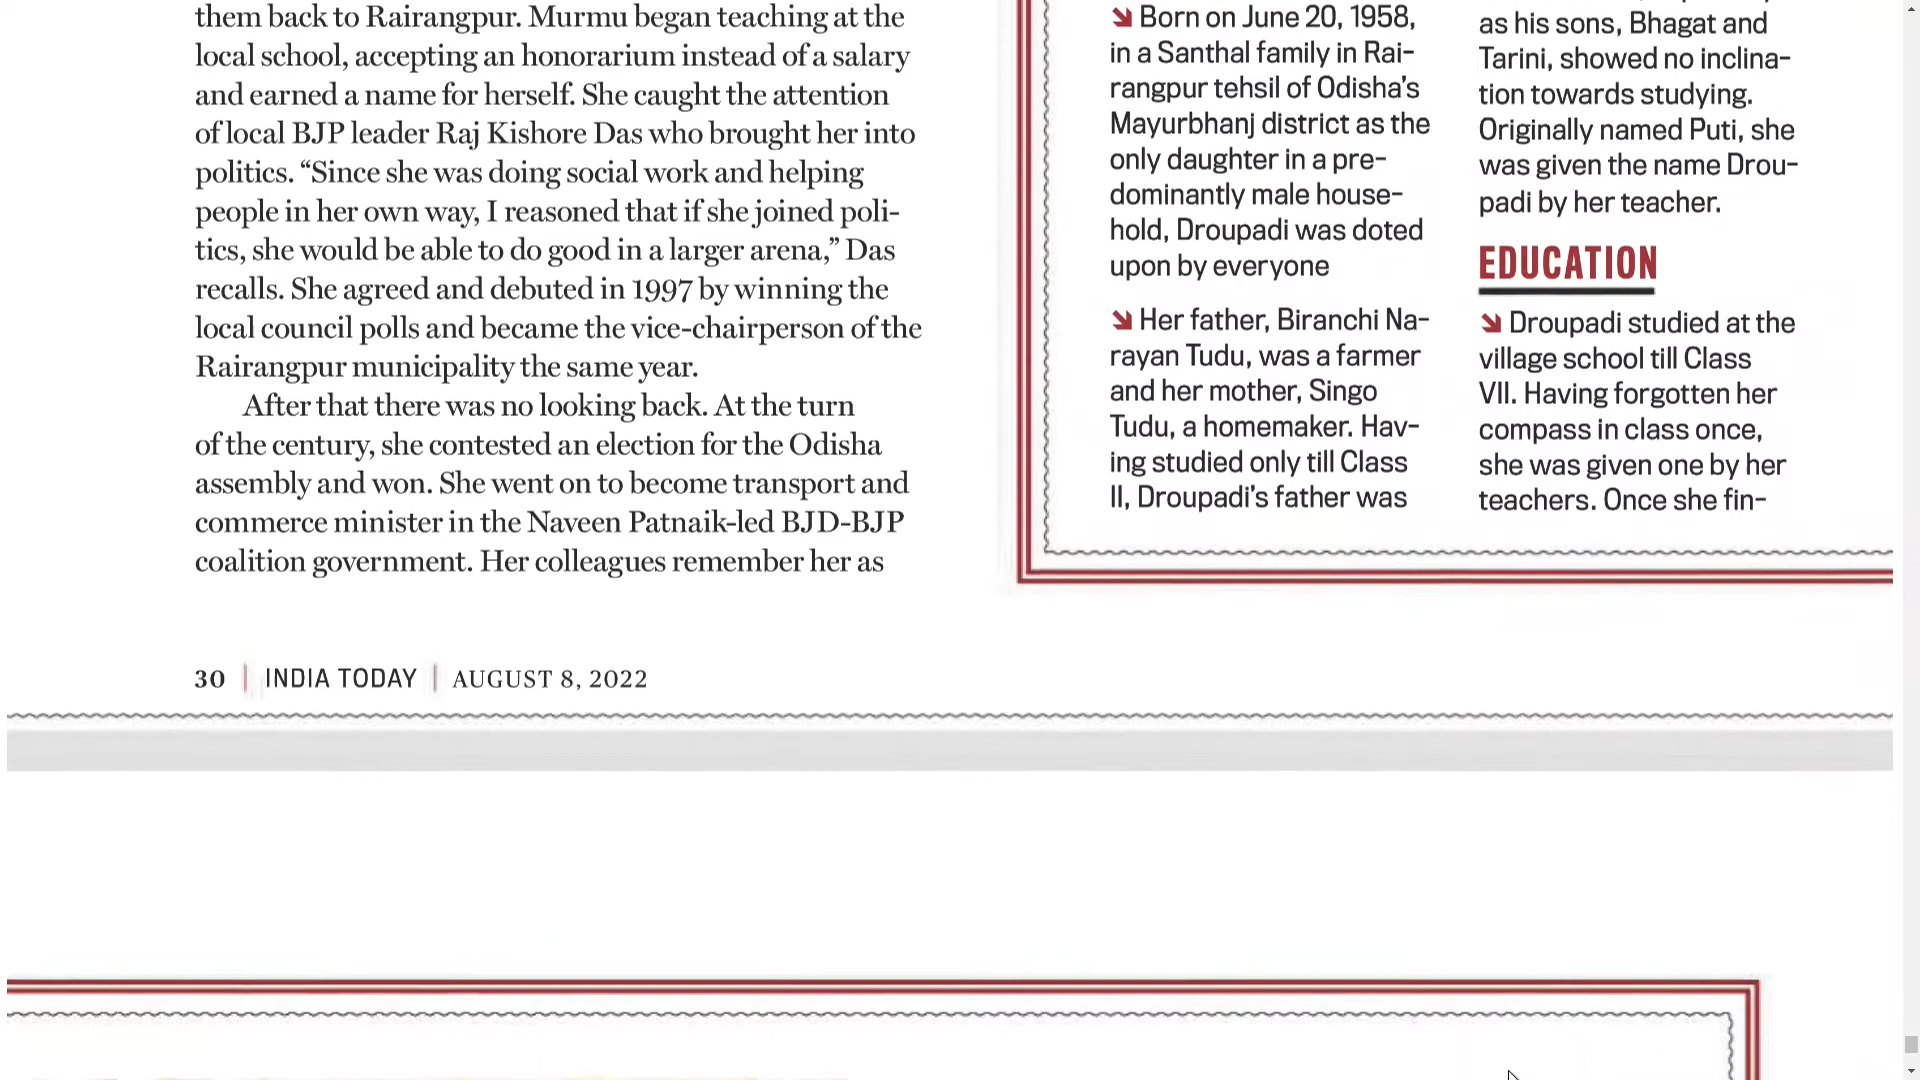 them back to Rairangpur. Murmu began teaching at the
local school, accepting an honorarium instead of a salary
and earned a name for herself. She caught the attention
of local BJP leader Raj Kishore Das who brought her into
politics. “Since she was doing social work and helping
people in her own way, I reasoned that if she joined poli-
tics, she would be able to do good in a larger arena,” Das
recalls. She agreed and debuted in 1997 by winning the
local council polls and became the vice-chairperson of the
Rairangpur municipality the same year.
After that there was no looking back. At the turn
of the century, she contested an election for the Odisha
assembly and won. She went on to become transport and
commerce minister in the Naveen Patnaik-led BJD-BJP
coalition government. Her colleagues remember her as
Born on June 20, 1958,
in a Santhal family in Rai-
rangpur tehsil of Odisha’s
Mayurbhanj district as the
only daughter in a pre-
dominantly male house-
hold, Droupadi was doted
upon by everyone
Her father, Biranchi Na-
rayan Tudu, was a farmer
and her mother, Singo
Tudu, a homemaker. Hav-
ing studied only till Class
II, Droupadi’s father was
as his sons, Bhagat and
Tarini, showed no inclina-
tion towards studying.
Originally named Puti, she
was given the name Drou-
padi by her teacher.
EDUCATION
Droupadi studied at the
village school till Class
VII. Having forgotten her
compass in class once,
she was given one by her
teachers. Once she fin-
30 | INDIA TODAY | AUGUST 8, 2022